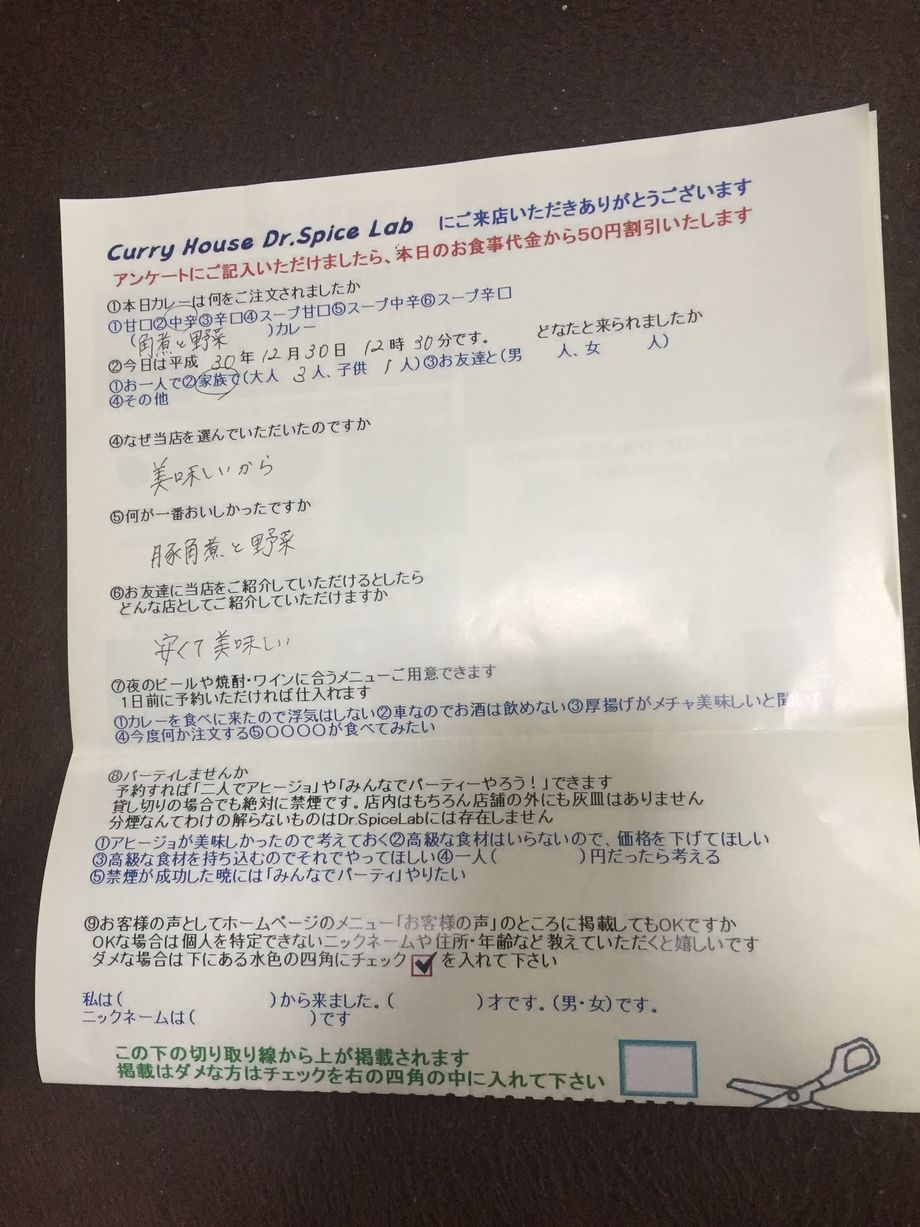 Curry House Dr.Spice Lab にご来店いただきありがとうございます
アンケートにご記入いただけましたら、本日のお食事代金から50円割引いたします
①本日カレーは何をご注文されましたか
①甘口②中辛③辛口④スープ甘口⑤スープ中辛⑥スープ辛口
(角煮と野菜)カレー
②今日は平成 30年12月30日 12時30分です。 どなたと来られましたか
①お一人で②家族で(大人 3人、子供 1人)③お友達と(男 人、女 人)
④その他
④なぜ当店を選んでいただいたのですか
美味しいから
⑤何が一番おいしかったですか
豚角煮と野菜
⑥お友達に当店をご紹介していただけるとしたら
どんな店としてご紹介していただけますか
安くて美味しい
⑦夜のビールや焼酎・ワインに合うメニューご用意できます
1日前に予約いただければ仕入れます
①カレーを食べに来たので浮気はしない②車なのでお酒は飲めない③厚揚げがメチャ美味しいと聞い
④今度何か注文する⑤〇〇〇〇が食べてみたい
⑧パーティしませんか
予約すれば「二人でアヒージョ」や「みんなでパーティーやろう！」できます
貸し切りの場合でも絶対に禁煙です。店内はもちろん店舗の外にも灰皿はありません
分煙なんてわけの解らないものはDr.SpiceLabには存在しません
①アヒージョが美味しかったので考えておく②高級な食材はいらないので、価格を下げてほしい
③高級な食材を持ち込むのでそれでやってほしい④一人( )円だったら考える
⑤禁煙が成功した暁には「みんなでパーティ」やりたい
⑨お客様の声としてホームページのメニュー「お客様の声」のところに掲載してもOKですか
OKな場合は個人を特定できないニックネームや住所・年齢など教えていただくと嬉しいです
ダメな場合は下にある水色の四角にチェック✓を入れて下さい
私は( )から来ました。( )才です。(男・女)です。
ニックネームは( )です
この下の切り取り線から上が掲載されます
掲載はダメな方はチェックを右の四角の中に入れて下さい